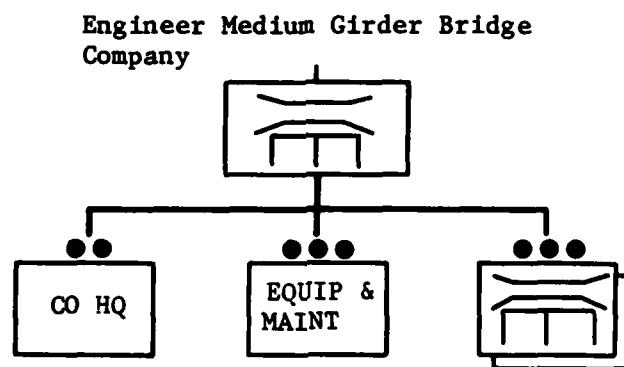 Engineer Medium Girder Bridge
Company
CO HQ
EQUIP &
MAINT